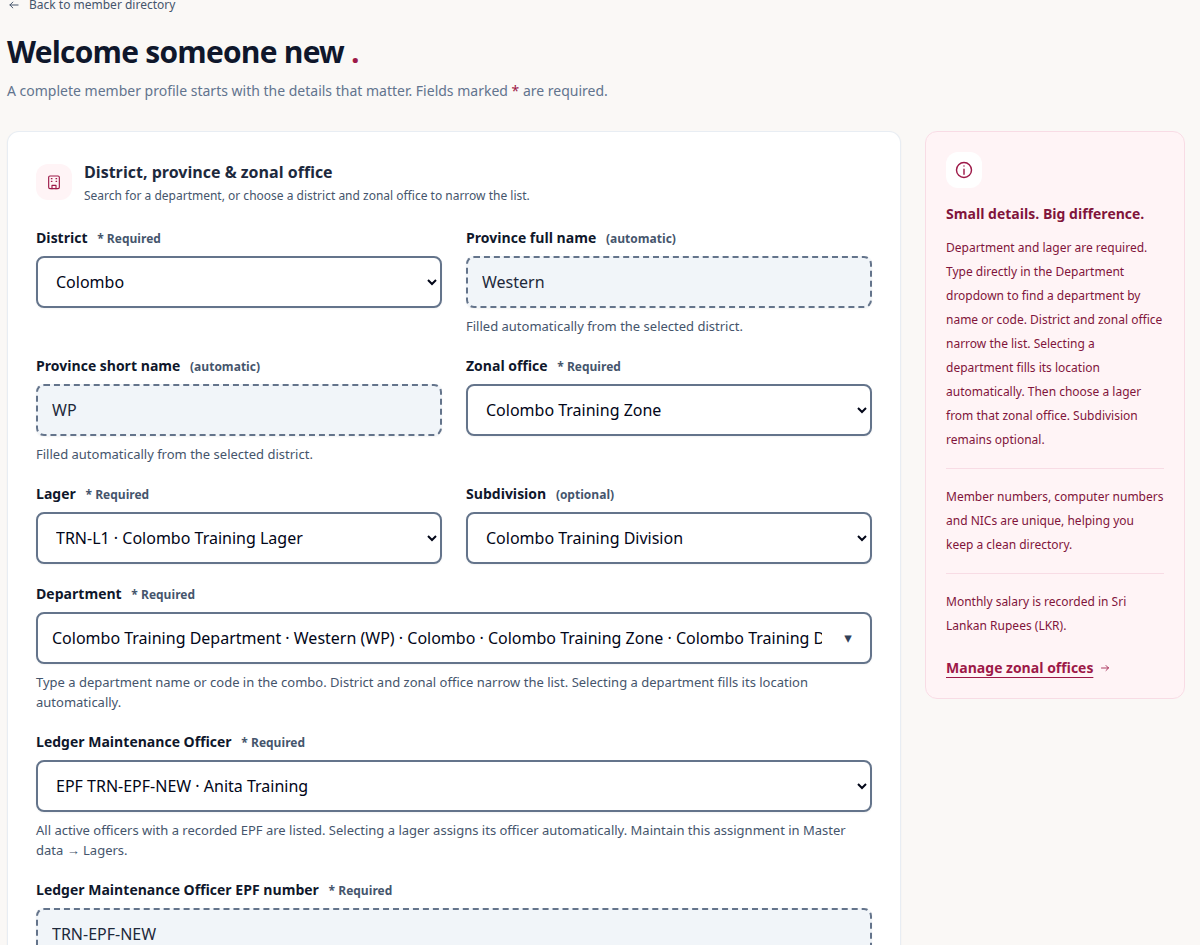 ← Back to member directory
Welcome someone new .
A complete member profile starts with the details that matter. Fields marked * are required.
District, province & zonal office
Search for a department, or choose a district and zonal office to narrow the list.
District * Required
Colombo
Province full name (automatic)
Western
Filled automatically from the selected district.
Province short name (automatic)
WP
Filled automatically from the selected district.
Zonal office * Required
Colombo Training Zone
Lager * Required
TRN-L1 · Colombo Training Lager
Subdivision (optional)
Colombo Training Division
Department * Required
Colombo Training Department · Western (WP) · Colombo · Colombo Training Zone · Colombo Training D
Type a department name or code in the combo. District and zonal office narrow the list. Selecting a department fills its location
automatically.
Ledger Maintenance Officer * Required
EPF TRN-EPF-NEW · Anita Training
All active officers with a recorded EPF are listed. Selecting a lager assigns its officer automatically. Maintain this assignment in Master
data → Lagers.
Ledger Maintenance Officer EPF number * Required
TRN-EPF-NEW
Small details. Big difference.
Department and lager are required.
Type directly in the Department
dropdown to find a department by
name or code. District and zonal office
narrow the list. Selecting a
department fills its location
automatically. Then choose a lager
from that zonal office. Subdivision
remains optional.
Member numbers, computer numbers
and NICs are unique, helping you
keep a clean directory.
Monthly salary is recorded in Sri
Lankan Rupees (LKR).
Manage zonal offices →